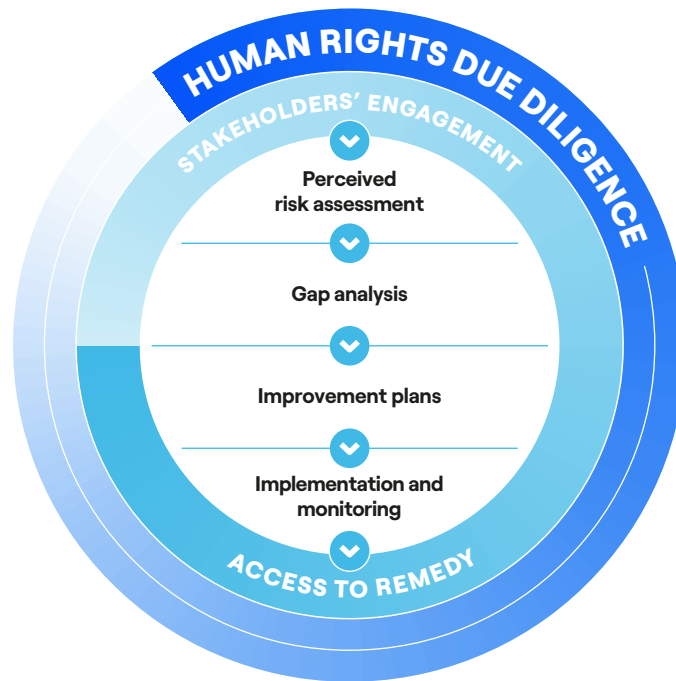 HUMAN RIGHTS DUE DILIGENCE
STAKEHOLDERS’ ENGAGEMENT
Perceived
risk assessment
Gap analysis
Improvement plans
Implementation and
monitoring
ACCESS TO REMEDY